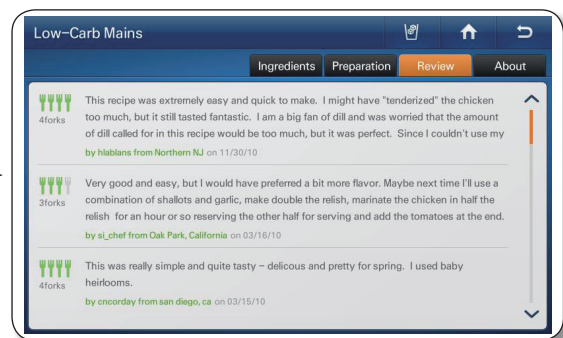 Low-Carb Mains
Ingredients Preparation Review About
This recipe was extremely easy and quick to make. I might have "tenderized" the chicken
4forks too much, but it still tasted fantastic. I am a big fan of dill and was worried that the amount
of dill called for in this recipe would be too much, but it was perfect. Since I couldn't use my
by hlablans from Northern NJ on 11/30/10
Very good and easy, but I would have preferred a bit more flavor. Maybe next time I'll use a
3forks combination of shallots and garlic, make double the relish, marinate the chicken in half the
relish for an hour or so reserving the other half for serving and add the tomatoes at the end.
by si_chef from Oak Park, California on 03/16/10
This was really simple and quite tasty – delicous and pretty for spring. I used baby
4forks heirlooms.
by cncorday from san diego, ca on 03/15/10